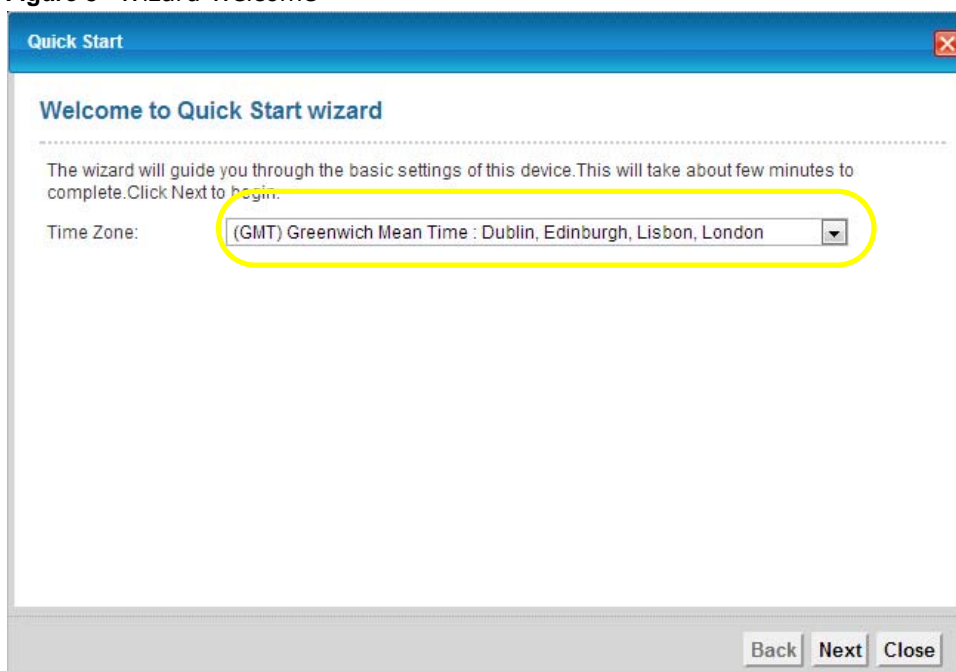 Quick Start
Welcome to Quick Start wizard
The wizard will guide you through the basic settings of this device.This will take about few minutes to
complete.Click Next to begin.
Time Zone:
(GMT) Greenwich Mean Time : Dublin, Edinburgh, Lisbon, London
Back Next Close